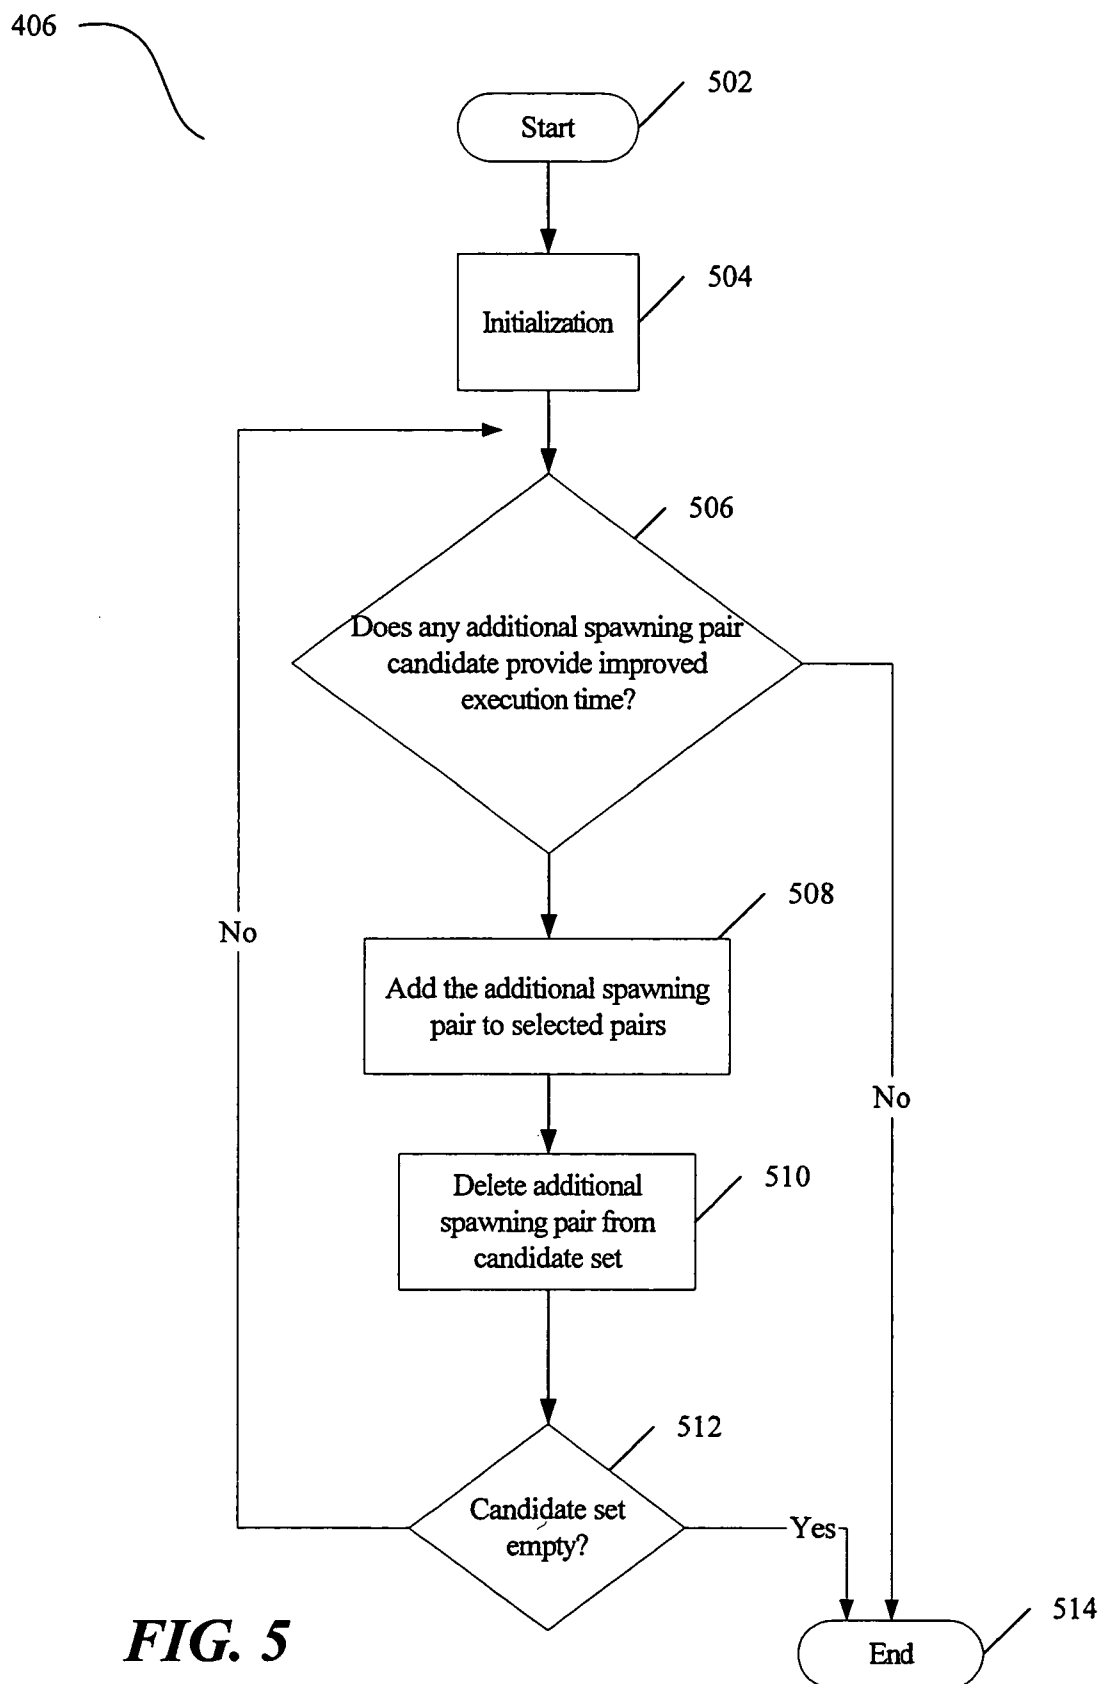 406
502
Start
504
Initialization
506
Does any additional spawning pair
candidate provide improved
execution time?
508
No
Add the additional spawning
pair to selected pairs
No
510
Delete additional
spawning pair from
candidate set
512
Candidate set
empty?
Yes
514
End
FIG. 5